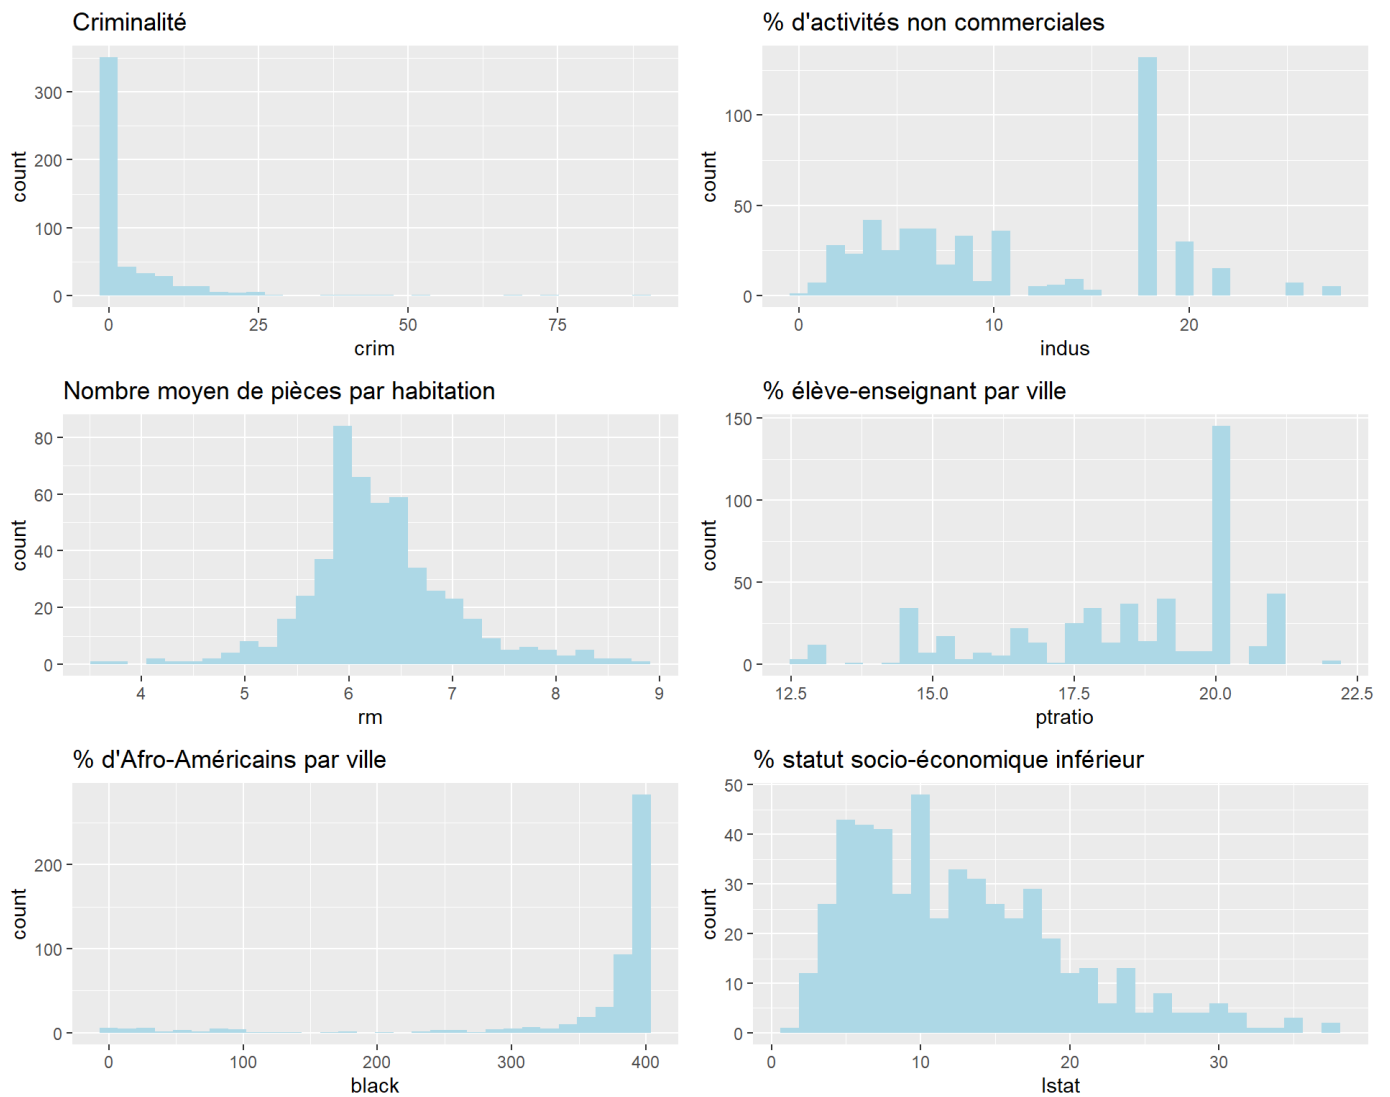 Criminalité
300
200
100
0
count
0 25 50 75
crim
% d'activités non commerciales
100
50
0
count
0 10 20
indus
Nombre moyen de pièces par habitation
80
60
40
20
0
count
4 5 6 7 8 9
rm
% élève-enseignant par ville
150
100
50
0
count
12.5 15.0 17.5 20.0 22.5
ptratio
% d'Afro-Américains par ville
200
100
0
count
0 100 200 300 400
black
% statut socio-économique inférieur
50
40
30
20
10
0
count
0 10 20 30
lstat